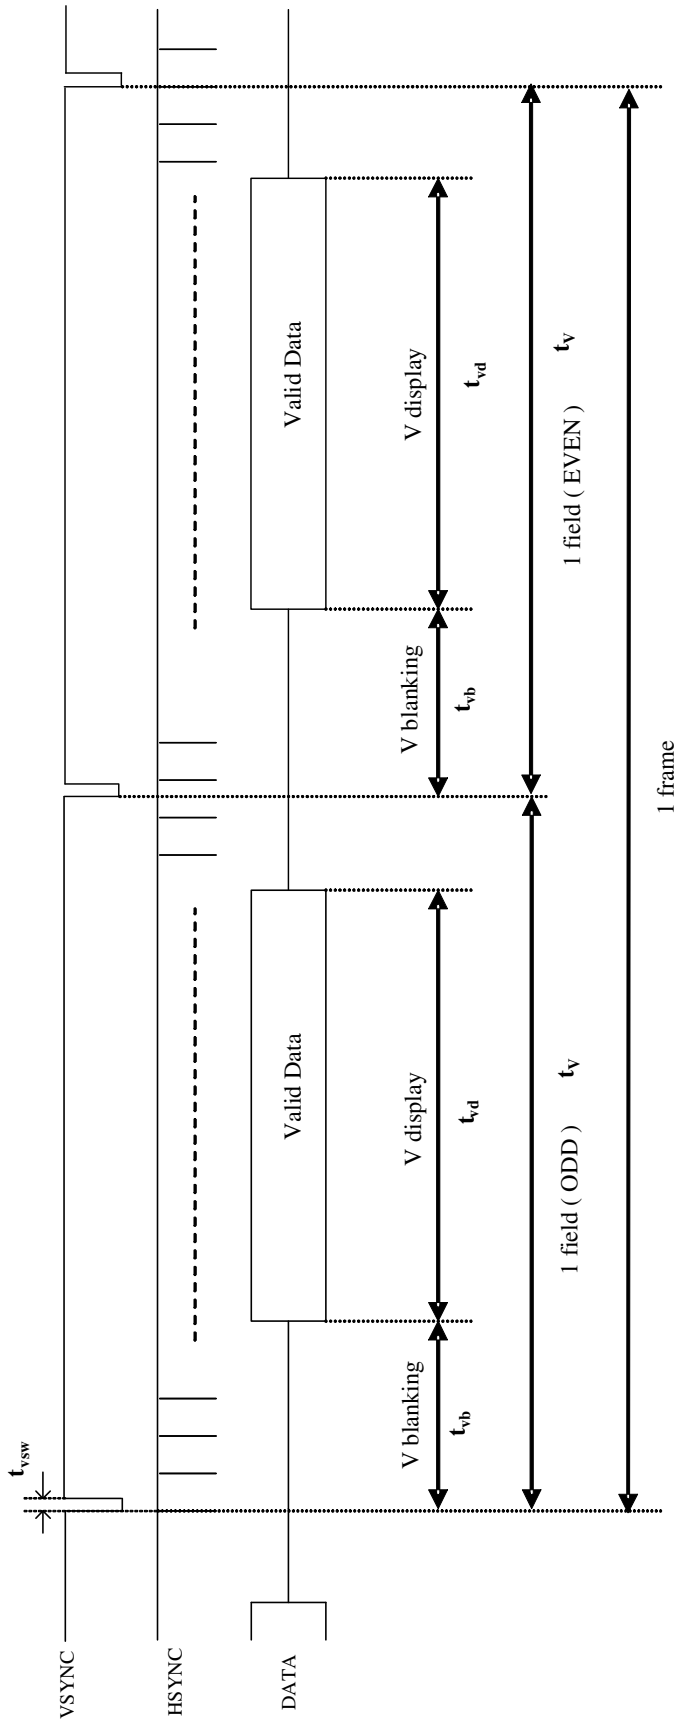 t_vsw
VSYNC
HSYNC
DATA
Valid Data
Valid Data
V blanking
V display
V blanking
V display
t_vb
t_vd
t_vb
t_vd
t_V
t_V
1 field ( ODD )
1 field ( EVEN )
1 frame